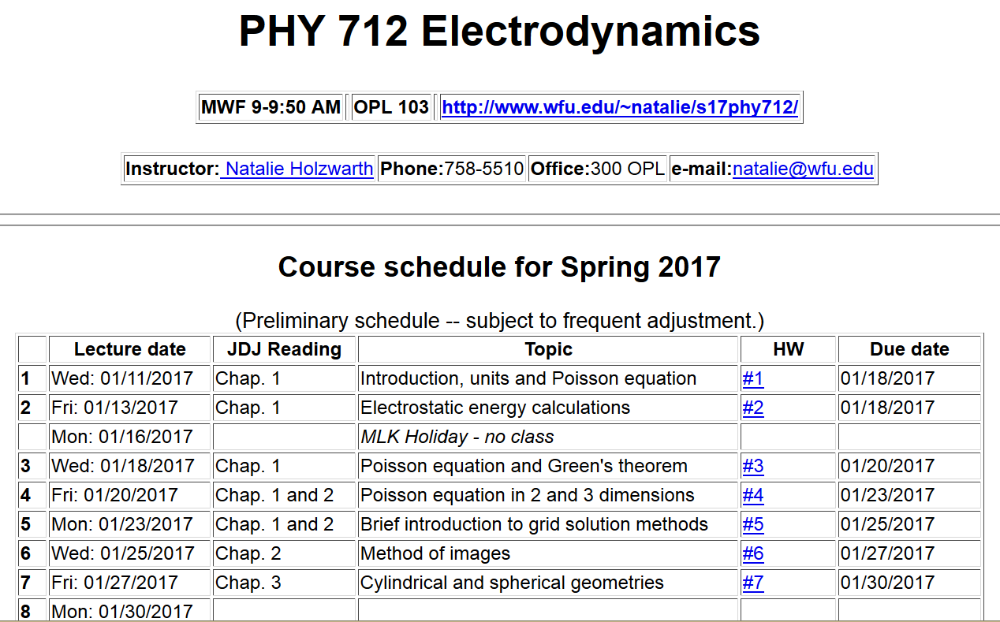 PHY 712 Electrodynamics
MWF 9-9:50 AM OPL 103 http://www.wfu.edu/~natalie/s17phy712/
Instructor: Natalie Holzwarth Phone:758-5510 Office:300 OPL e-mail:natalie@wfu.edu
Course schedule for Spring 2017
(Preliminary schedule -- subject to frequent adjustment.)
Lecture date JDJ Reading Topic HW Due date
1 Wed: 01/11/2017 Chap. 1 Introduction, units and Poisson equation #1 01/18/2017
2 Fri: 01/13/2017 Chap. 1 Electrostatic energy calculations #2 01/18/2017
Mon: 01/16/2017 MLK Holiday - no class
3 Wed: 01/18/2017 Chap. 1 Poisson equation and Green's theorem #3 01/20/2017
4 Fri: 01/20/2017 Chap. 1 and 2 Poisson equation in 2 and 3 dimensions #4 01/23/2017
5 Mon: 01/23/2017 Chap. 1 and 2 Brief introduction to grid solution methods #5 01/25/2017
6 Wed: 01/25/2017 Chap. 2 Method of images #6 01/27/2017
7 Fri: 01/27/2017 Chap. 3 Cylindrical and spherical geometries #7 01/30/2017
8 Mon: 01/30/2017